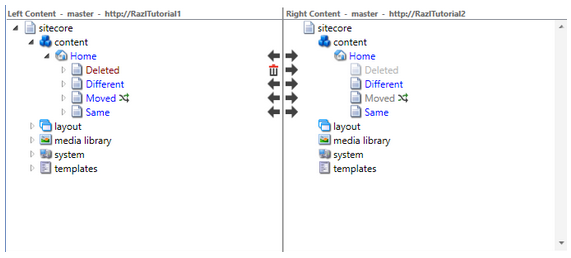 Left Content - master - http://RazlTutorial1
sitecore
content
Home
Deleted
Different
Moved
Same
layout
media library
system
templates
Right Content - master - http://RazlTutorial2
sitecore
content
Home
Deleted
Different
Moved
Same
layout
media library
system
templates